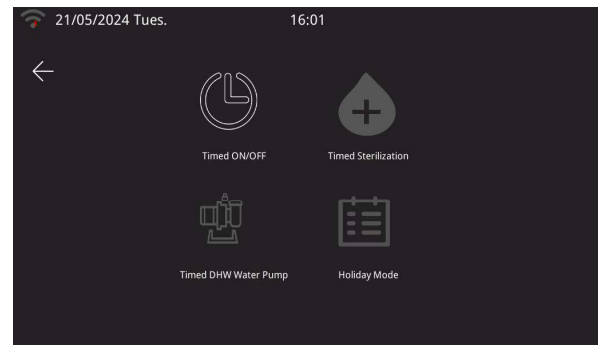 21/05/2024 Tues. 16:01
Timed ON/OFF Timed Sterilization
Timed DHW Water Pump Holiday Mode